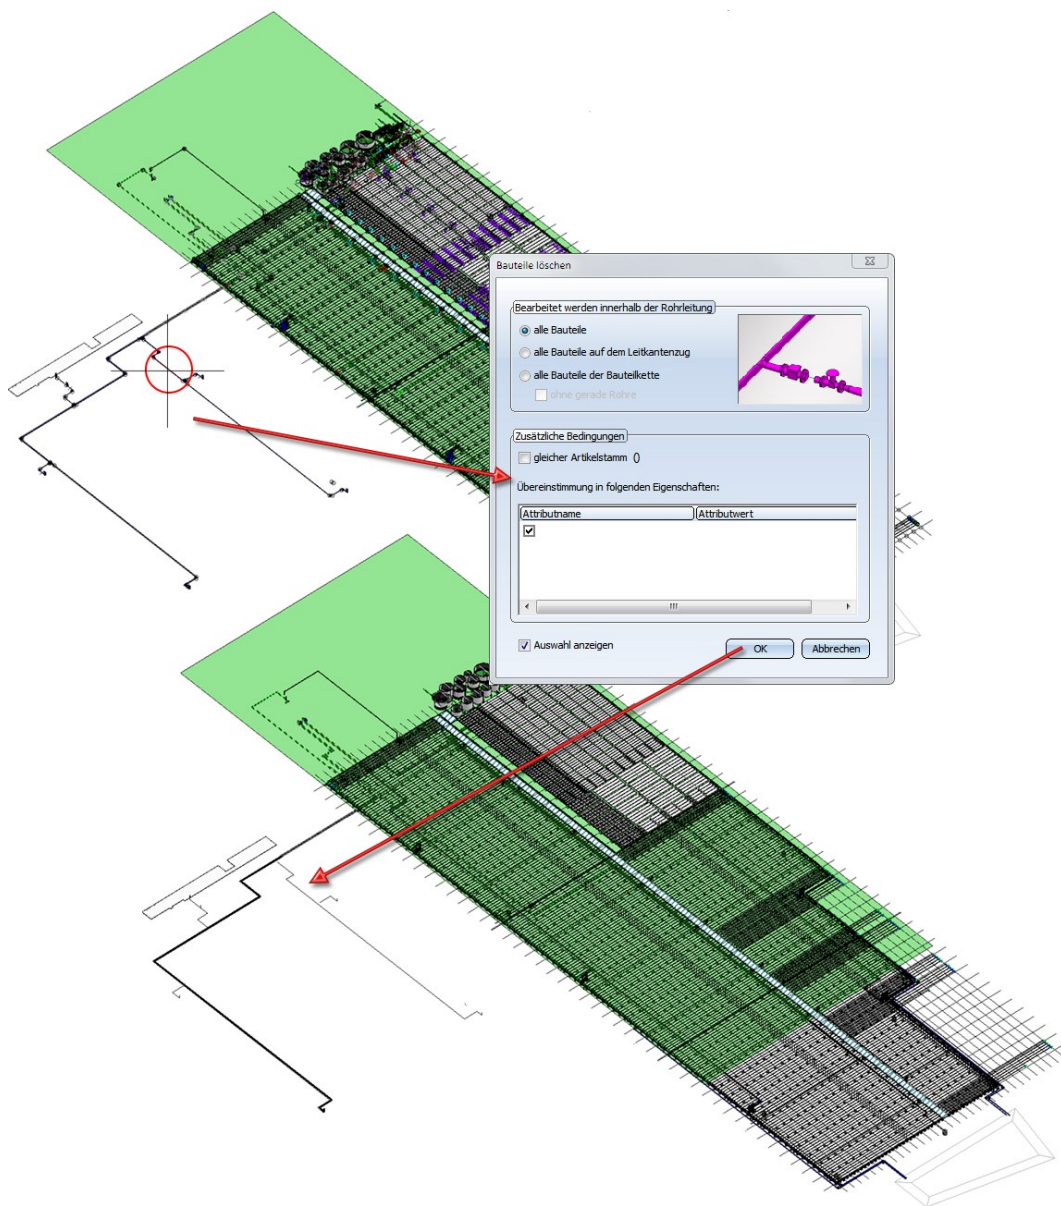 Bauteile löschen
Bearbeitet werden innerhalb der Rohrleitung
alle Bauteile
alle Bauteile auf dem Leitkantenzug
alle Bauteile der Bauteilkette
ohne gerade Rohre
Zusätzliche Bedingungen
gleicher Artikelstamm ()
Übereinstimmung in folgenden Eigenschaften:
Attributname Attributwert
Auswahl anzeigen OK Abbrechen